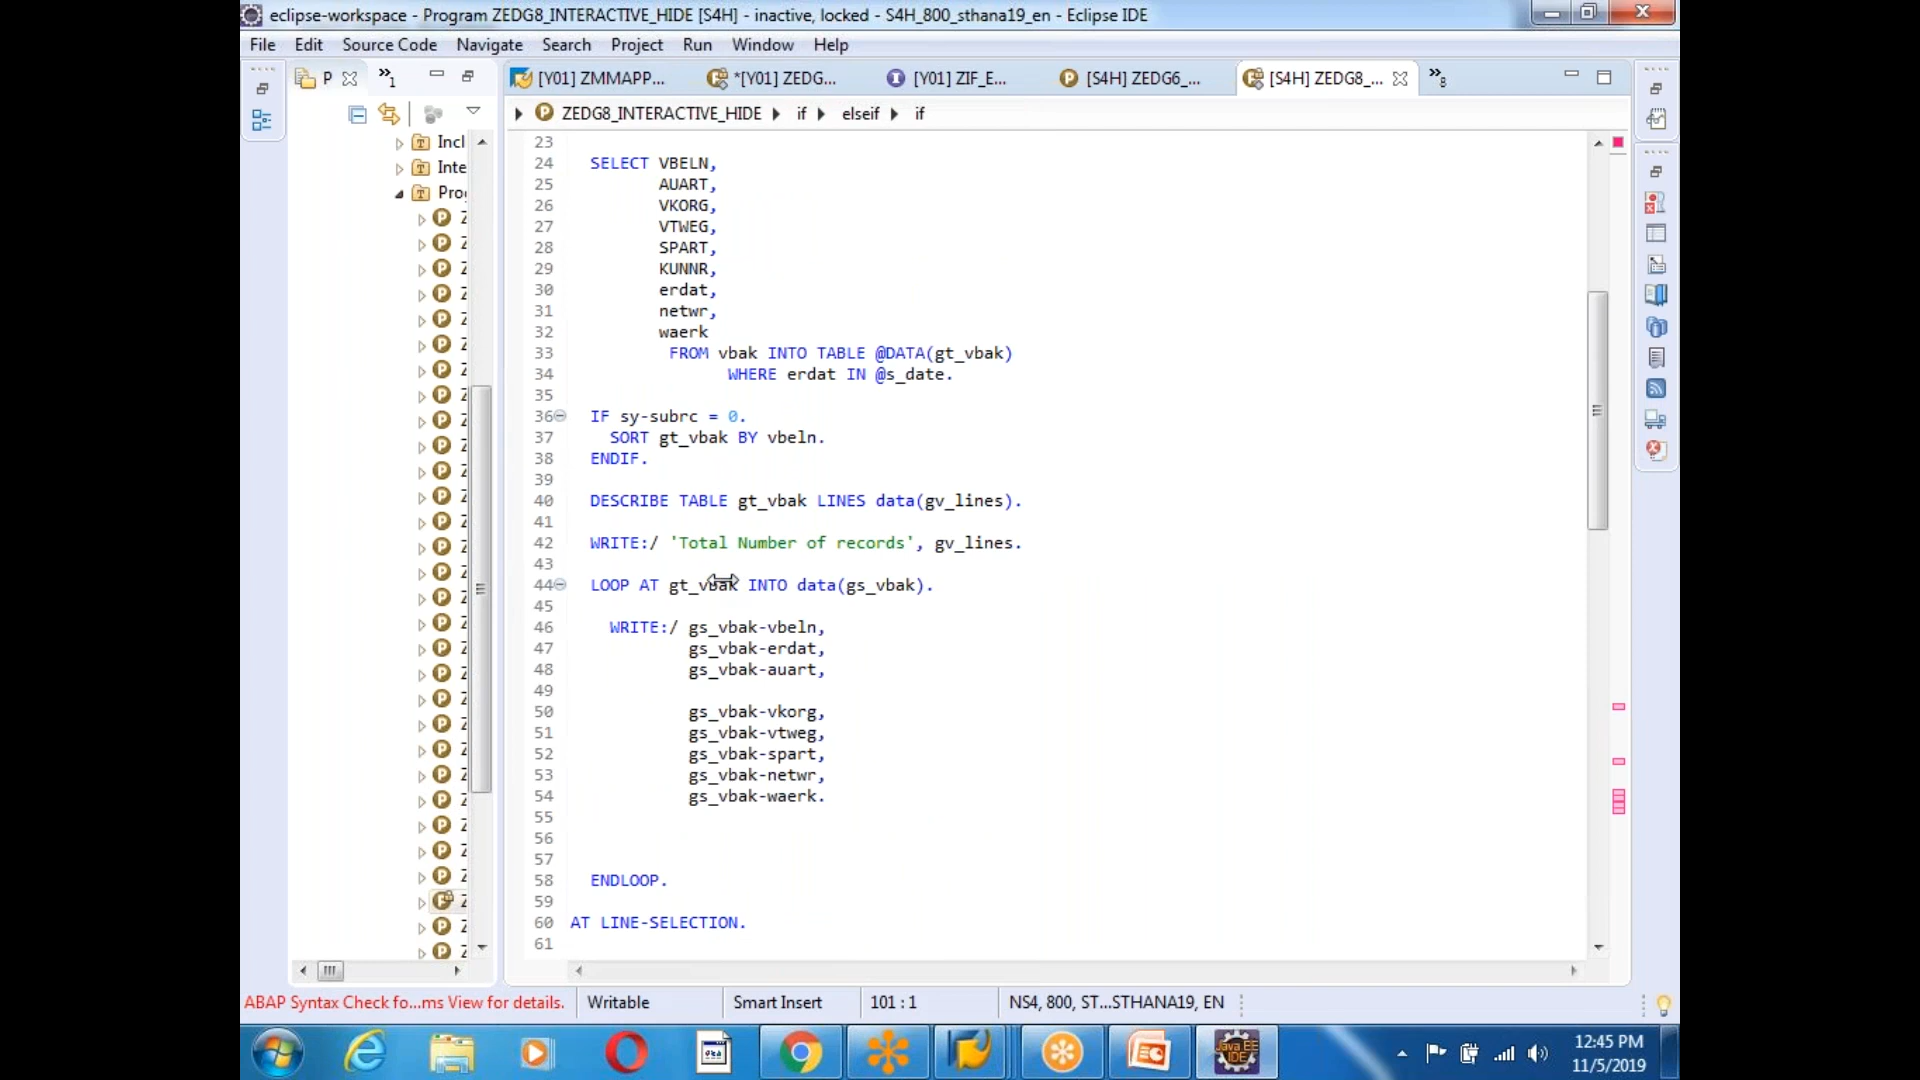 eclipse-workspace - Program ZEDG8_INTERACTIVE_HIDE [S4H] - inactive, locked - S4H_800_sthana19_en - Eclipse IDE
File Edit Source Code Navigate Search Project Run Window Help
P »1 [Y01] ZMMAPP... *[Y01] ZEDG... [Y01] ZIF_E... [S4H] ZEDG6_... [S4H] ZEDG8_... »8
ZEDG8_INTERACTIVE_HIDE if elseif if
Incl
Inte
Pro
23
24 SELECT VBELN,
25 AUART,
26 VKORG,
27 VTWEG,
28 SPART,
29 KUNNR,
30 erdat,
31 netwr,
32 waerk
33 FROM vbak INTO TABLE @DATA(gt_vbak)
34 WHERE erdat IN @s_date.
35
36 IF sy-subrc = 0.
37 SORT gt_vbak BY vbeln.
38 ENDIF.
39
40 DESCRIBE TABLE gt_vbak LINES data(gv_lines).
41
42 WRITE:/ 'Total Number of records', gv_lines.
43
44 LOOP AT gt_vbak INTO data(gs_vbak).
45
46 WRITE:/ gs_vbak-vbeln,
47 gs_vbak-erdat,
48 gs_vbak-auart,
49
50 gs_vbak-vkorg,
51 gs_vbak-vtweg,
52 gs_vbak-spart,
53 gs_vbak-netwr,
54 gs_vbak-waerk.
55
56
57
58 ENDLOOP.
59
60 AT LINE-SELECTION.
61
ABAP Syntax Check fo...ms View for details. Writable Smart Insert 101 : 1 NS4, 800, ST...STHANA19, EN
Java EE
IDE
12:45 PM
11/5/2019